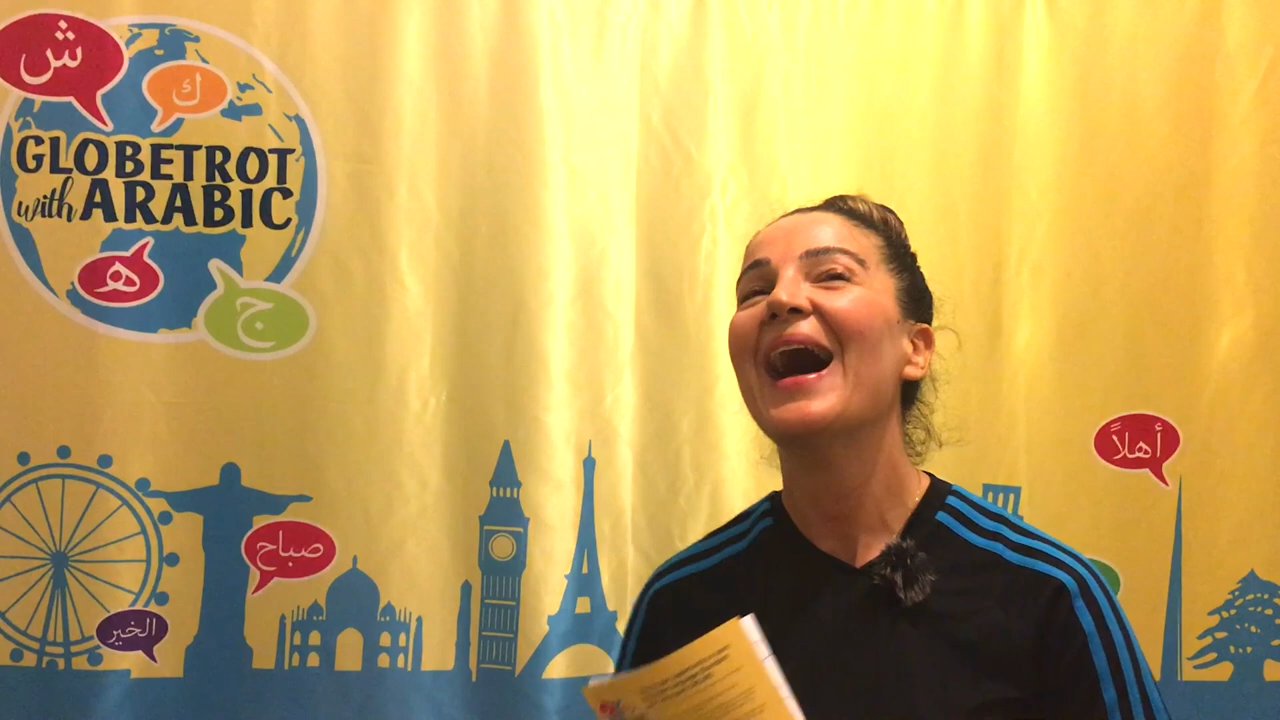 ش
ك
GLOBETROT
with ARABIC
ه
ج
أهلاً
صباح
الخير